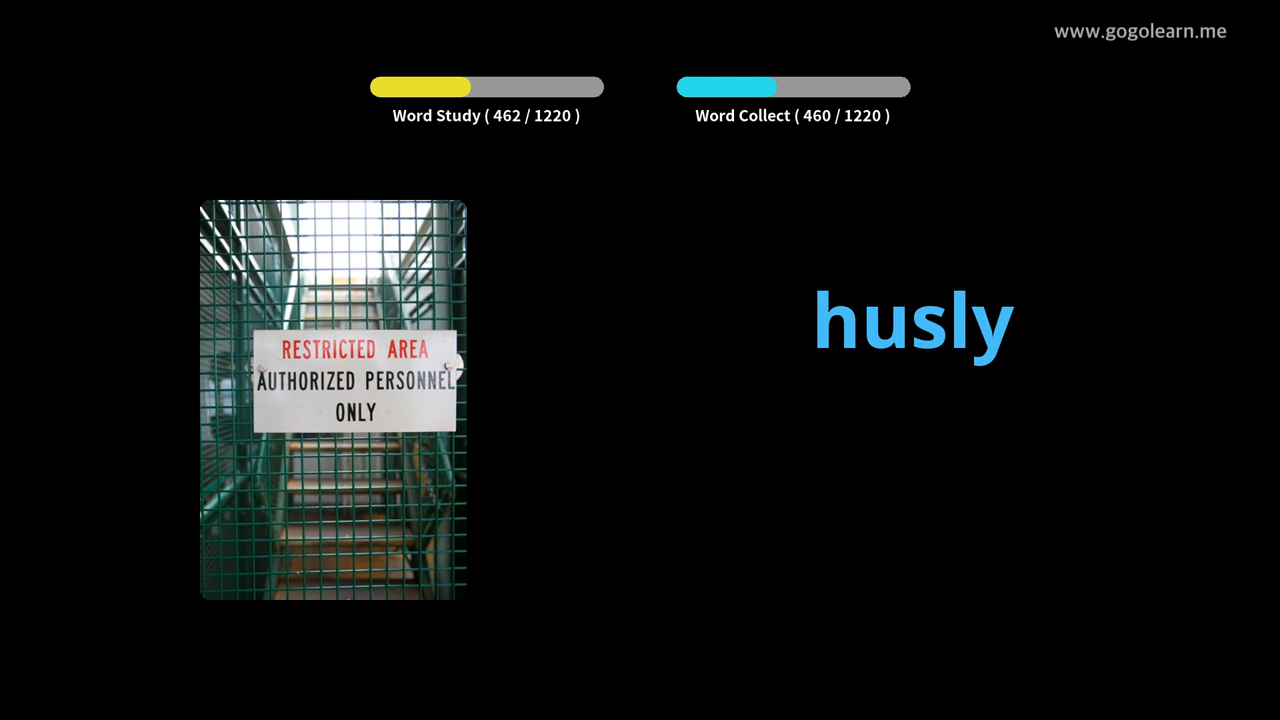 www.gogolearn.me
Word Study ( 462 / 1220 )
Word Collect ( 460 / 1220 )
RESTRICTED AREA
AUTHORIZED PERSONNEL
ONLY
husly